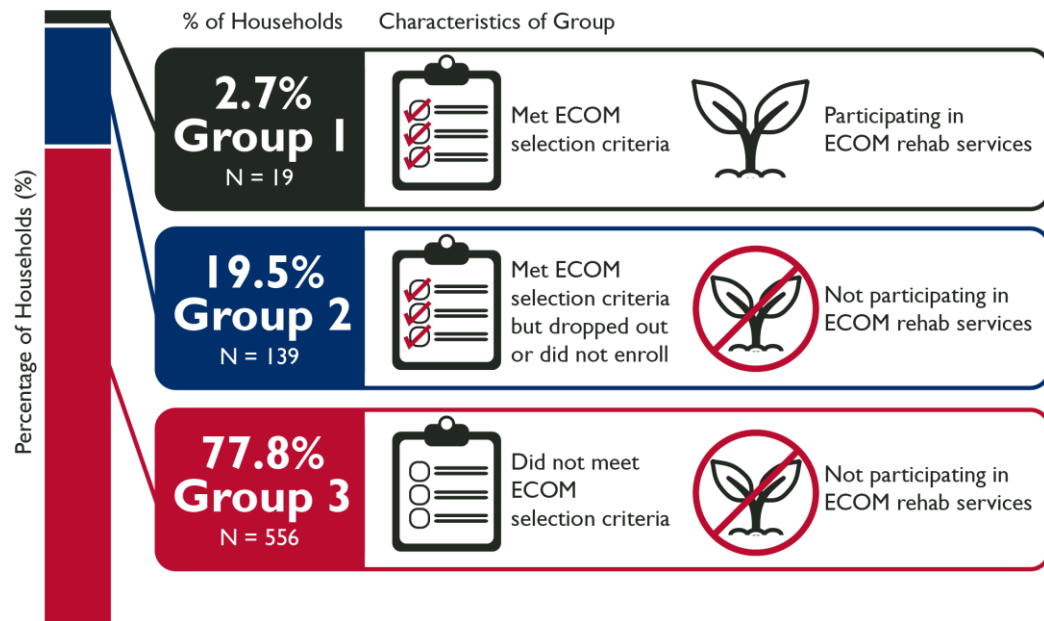 % of Households
Characteristics of Group
Percentage of Households (%)
2.7%
Group 1
N = 19
Met ECOM
selection criteria
Participating in
ECOM rehab services
19.5%
Group 2
N = 139
Met ECOM
selection criteria
but dropped out
or did not enroll
Not participating in
ECOM rehab services
77.8%
Group 3
N = 556
Did not meet
ECOM
selection criteria
Not participating in
ECOM rehab services